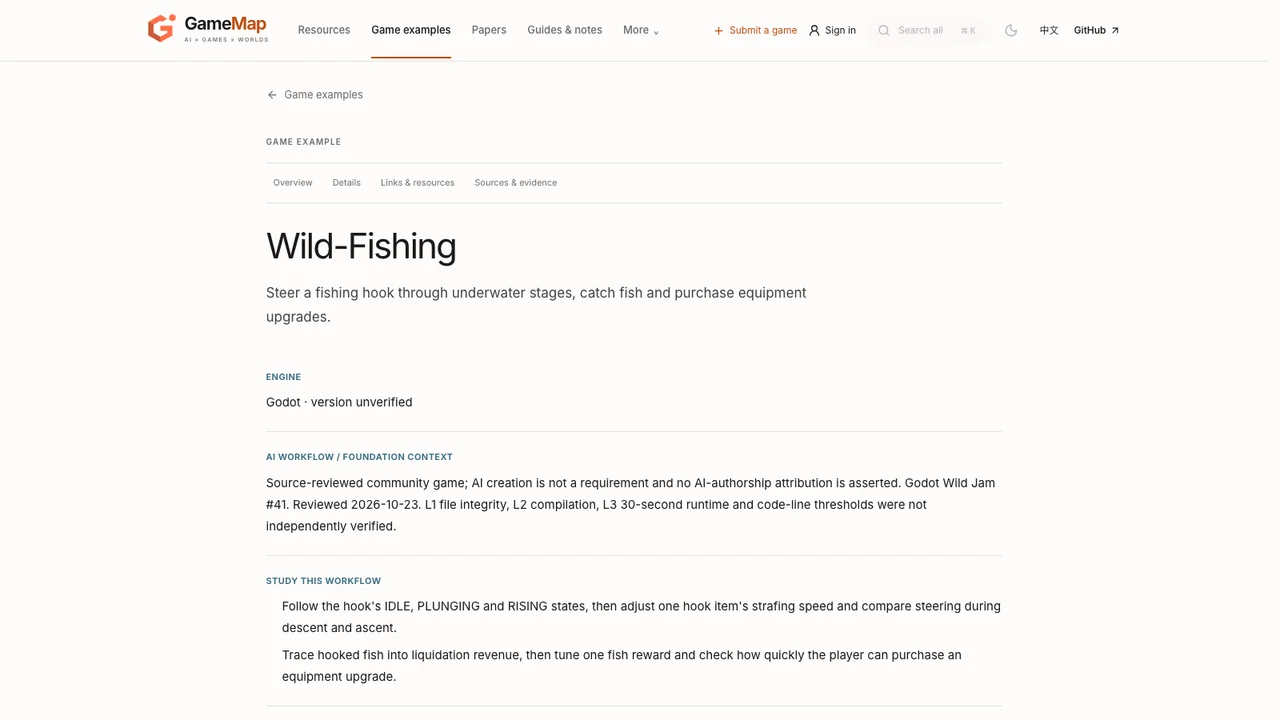 GameMap
AI × GAMES × WORLDS
Resources
Game examples
Papers
Guides & notes
More
Submit a game
Sign in
Search all
⌘ K
中文
GitHub
Game examples
GAME EXAMPLE
Overview
Details
Links & resources
Sources & evidence
Wild-Fishing
Steer a fishing hook through underwater stages, catch fish and purchase equipment
upgrades.
ENGINE
Godot · version unverified
AI WORKFLOW / FOUNDATION CONTEXT
Source-reviewed community game; AI creation is not a requirement and no AI-authorship attribution is asserted. Godot Wild Jam
#41. Reviewed 2026-10-23. L1 file integrity, L2 compilation, L3 30-second runtime and code-line thresholds were not
independently verified.
STUDY THIS WORKFLOW
Follow the hook's IDLE, PLUNGING and RISING states, then adjust one hook item's strafing speed and compare steering during
descent and ascent.
Trace hooked fish into liquidation revenue, then tune one fish reward and check how quickly the player can purchase an
equipment upgrade.